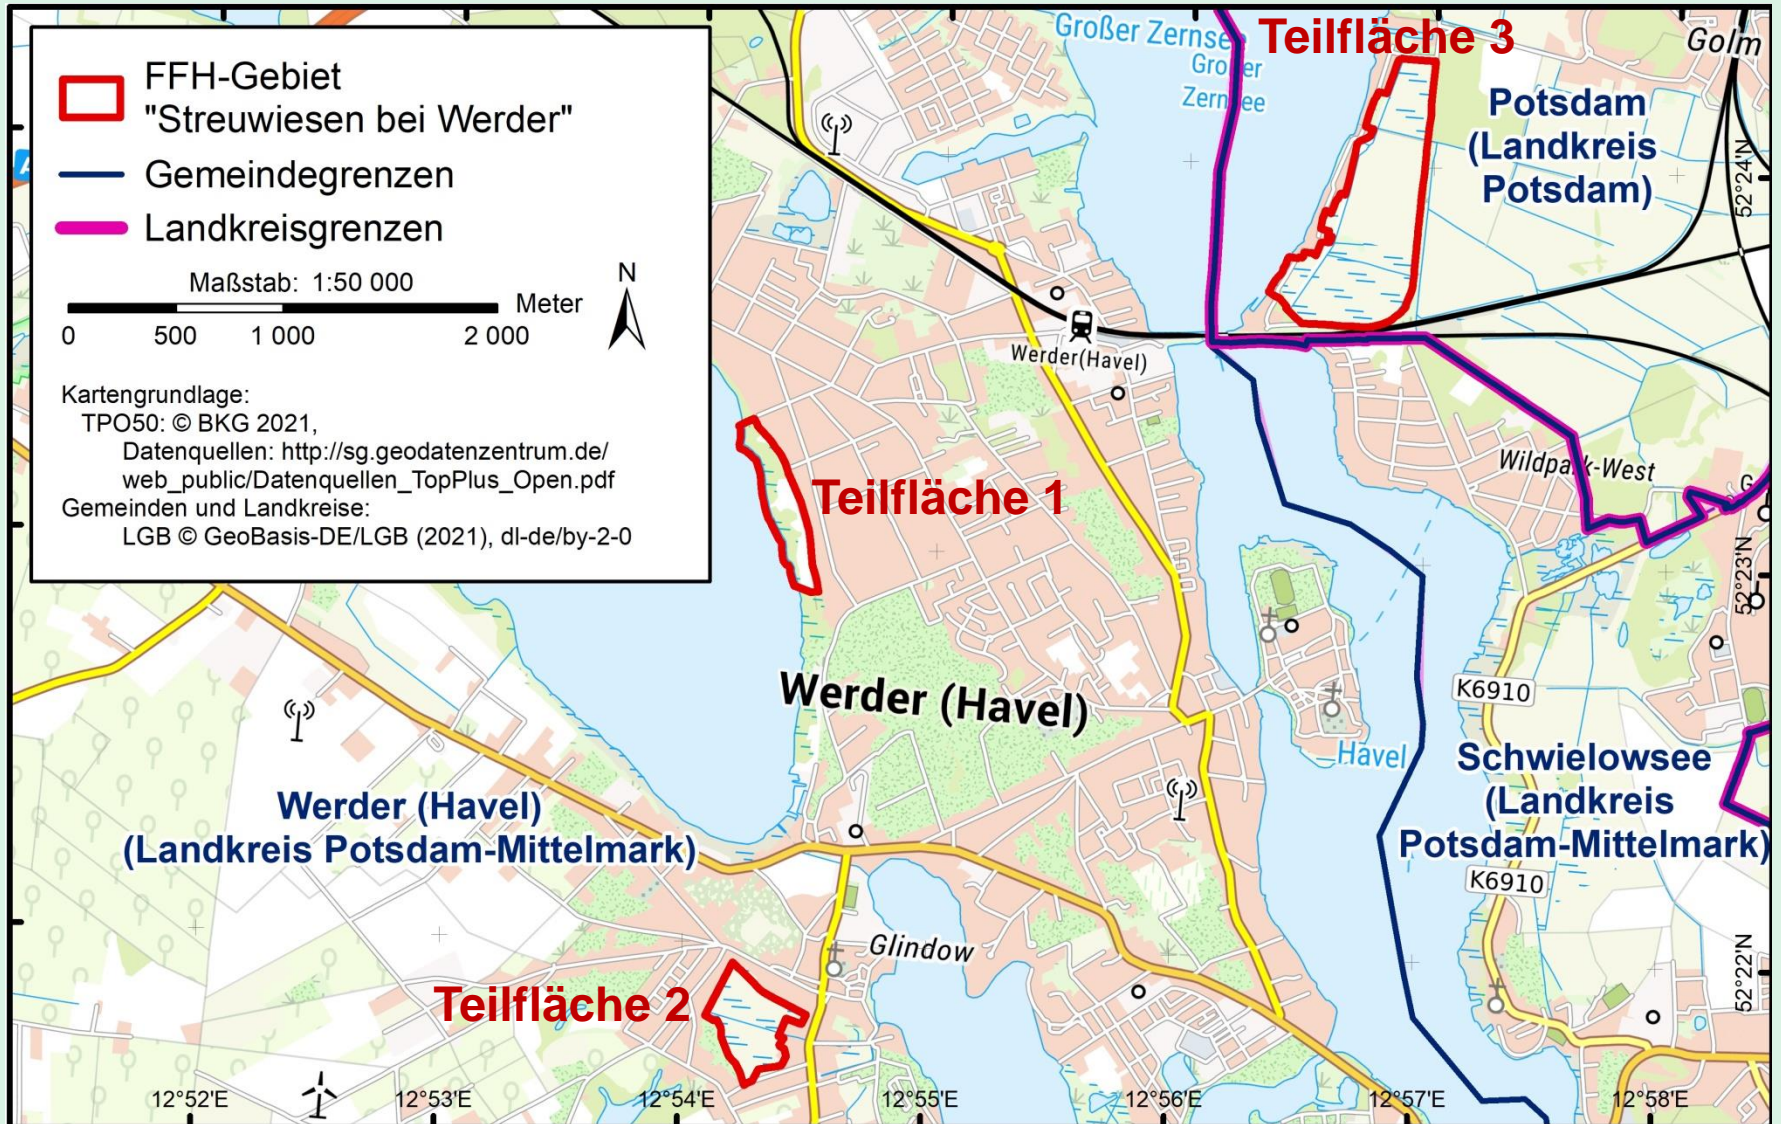 FFH-Gebiet
"Streuwiesen bei Werder"
Gemeindegrenzen
Landkreisgrenzen
Maßstab: 1:50 000
Meter
0 500 1 000 2 000
N
Kartengrundlage:
TPO50: © BKG 2021,
Datenquellen: http://sg.geodatenzentrum.de/
web_public/Datenquellen_TopPlus_Open.pdf
Gemeinden und Landkreise:
LGB © GeoBasis-DE/LGB (2021), dl-de/by-2-0
A
Großer Zernsee
Teilfläche 3
Golm
Großer
Zernsee
Potsdam
(Landkreis
Potsdam)
52°24'N
Werder(Havel)
Wildpark-West
G
Teilfläche 1
52°23'N
Werder (Havel)
K6910
Havel
Schwielowsee
(Landkreis
Potsdam-Mittelmark)
Werder (Havel)
(Landkreis Potsdam-Mittelmark)
K6910
Glindow
Teilfläche 2
52°22'N
12°52'E 12°53'E 12°54'E 12°55'E 12°56'E 12°57'E 12°58'E